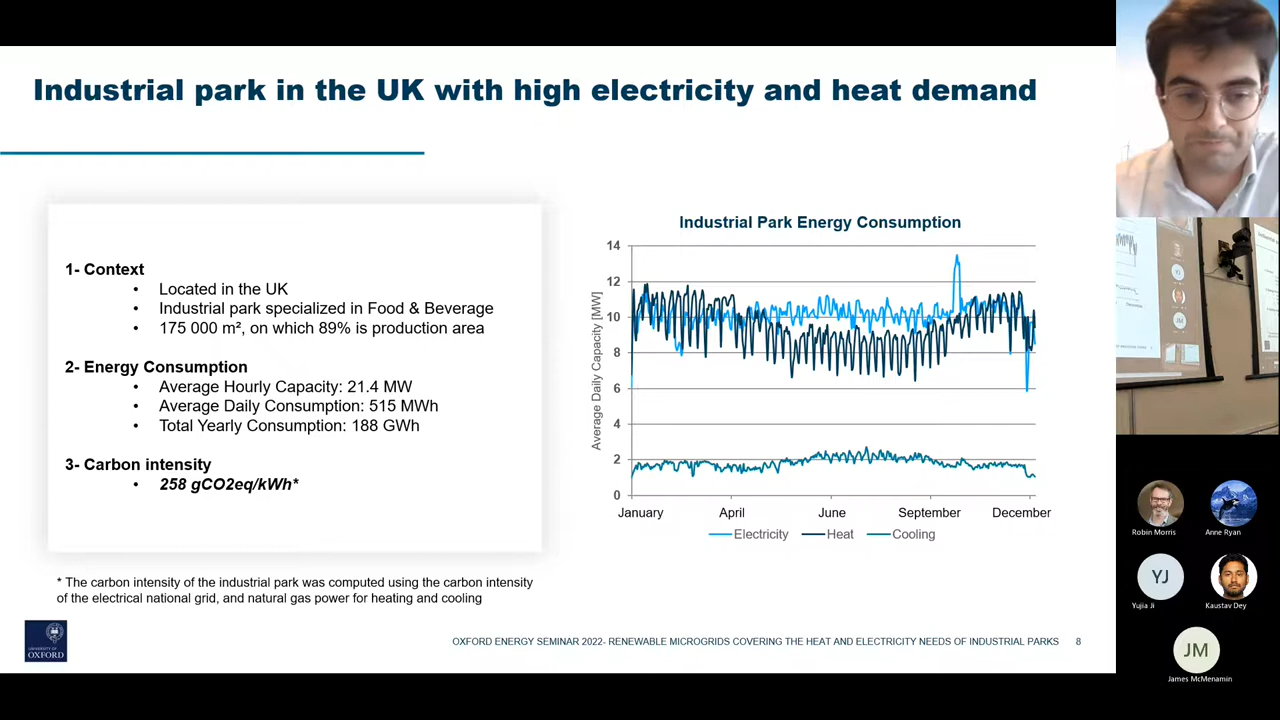 Industrial park in the UK with high electricity and heat demand
1- Context
• Located in the UK
• Industrial park specialized in Food & Beverage
• 175 000 m², on which 89% is production area
2- Energy Consumption
• Average Hourly Capacity: 21.4 MW
• Average Daily Consumption: 515 MWh
• Total Yearly Consumption: 188 GWh
3- Carbon intensity
• 258 gCO2eq/kWh*
* The carbon intensity of the industrial park was computed using the carbon intensity
of the electrical national grid, and natural gas power for heating and cooling
Industrial Park Energy Consumption
Average Daily Capacity [MW]
14
12
10
8
6
4
2
0
January April June September December
Electricity Heat Cooling
UNIVERSITY OF
OXFORD
OXFORD ENERGY SEMINAR 2022- RENEWABLE MICROGRIDS COVERING THE HEAT AND ELECTRICITY NEEDS OF INDUSTRIAL PARKS 8
YJ
JM
Robin Morris Anne Ryan
YJ
Yujia Ji Kaustav Dey
JM
James McMenamin